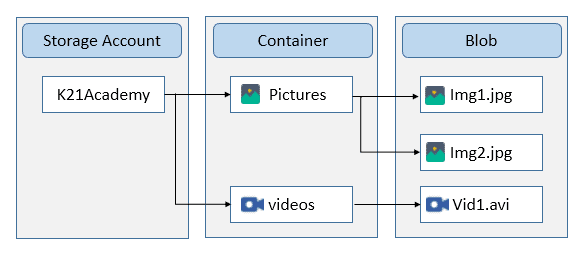 Storage Account
Container
Blob
K21Academy
Pictures
Img1.jpg
Img2.jpg
videos
Vid1.avi